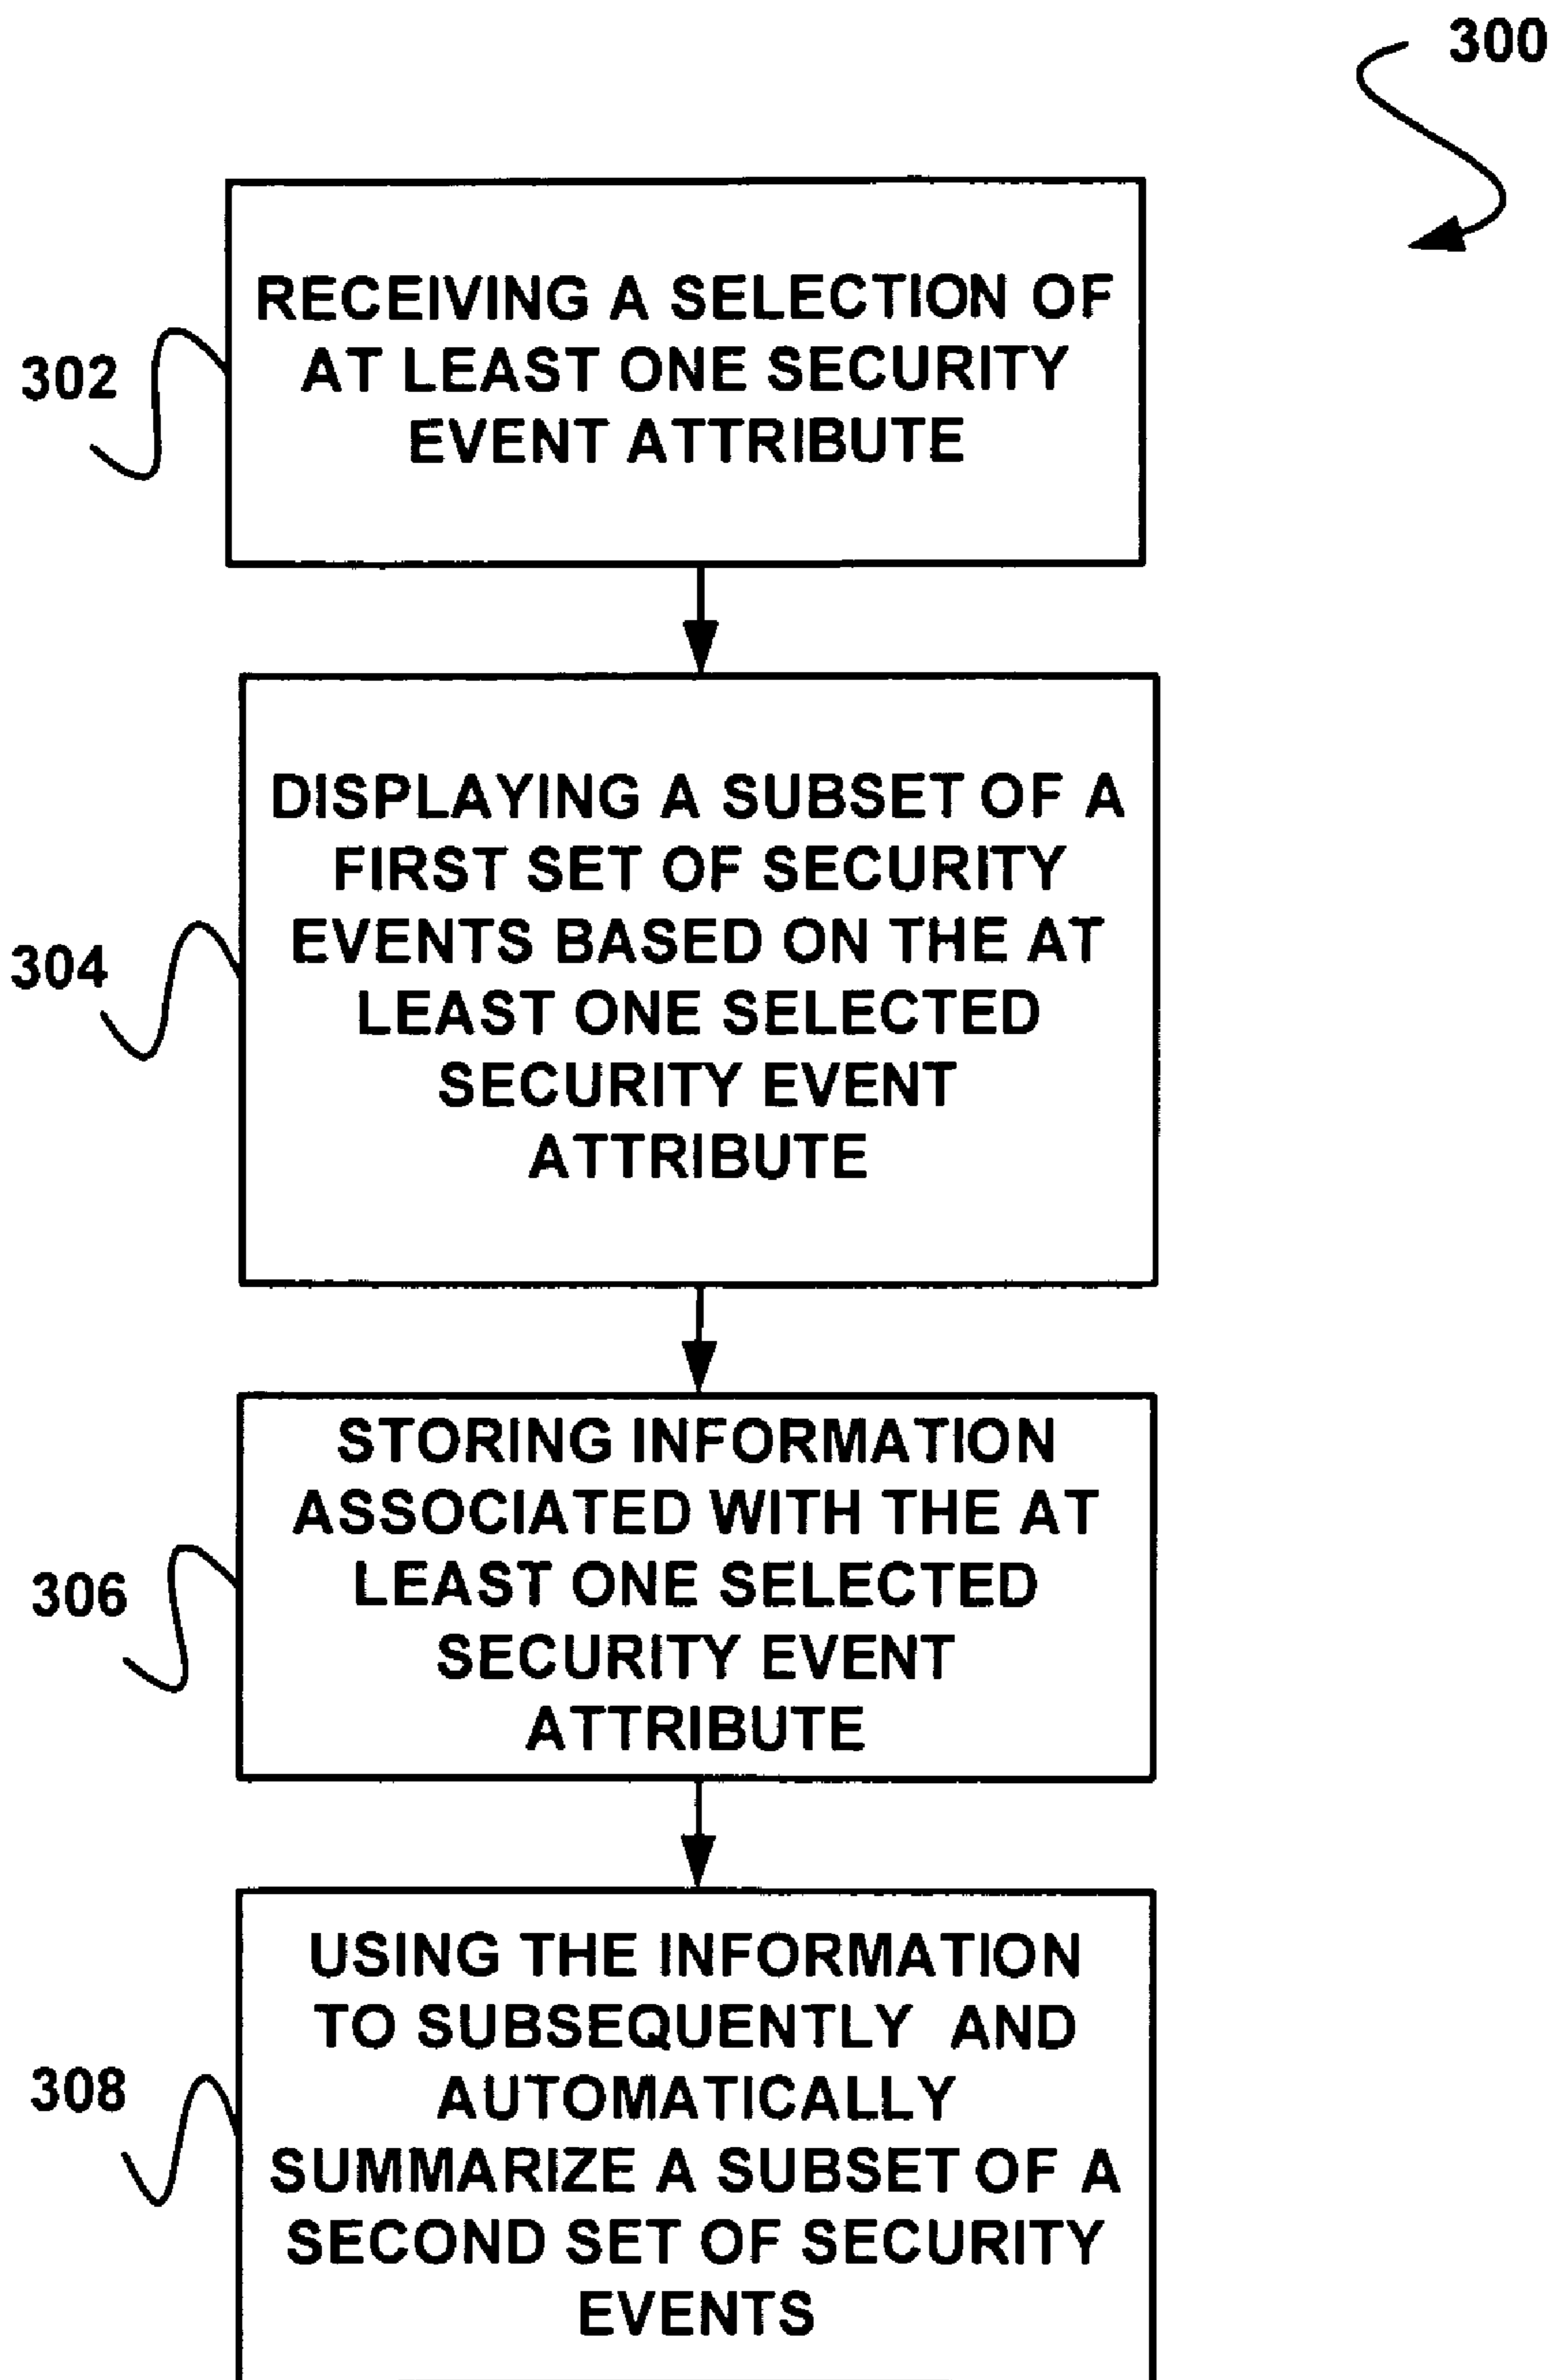 300
302
RECEIVING A SELECTION OF
AT LEAST ONE SECURITY
EVENT ATTRIBUTE
304
DISPLAYING A SUBSET OF A
FIRST SET OF SECURITY
EVENTS BASED ON THE AT
LEAST ONE SELECTED
SECURITY EVENT
ATTRIBUTE
306
STORING INFORMATION
ASSOCIATED WITH THE AT
LEAST ONE SELECTED
SECURITY EVENT
ATTRIBUTE
308
USING THE INFORMATION
TO SUBSEQUENTLY AND
AUTOMATICALLY
SUMMARIZE A SUBSET OF A
SECOND SET OF SECURITY
EVENTS